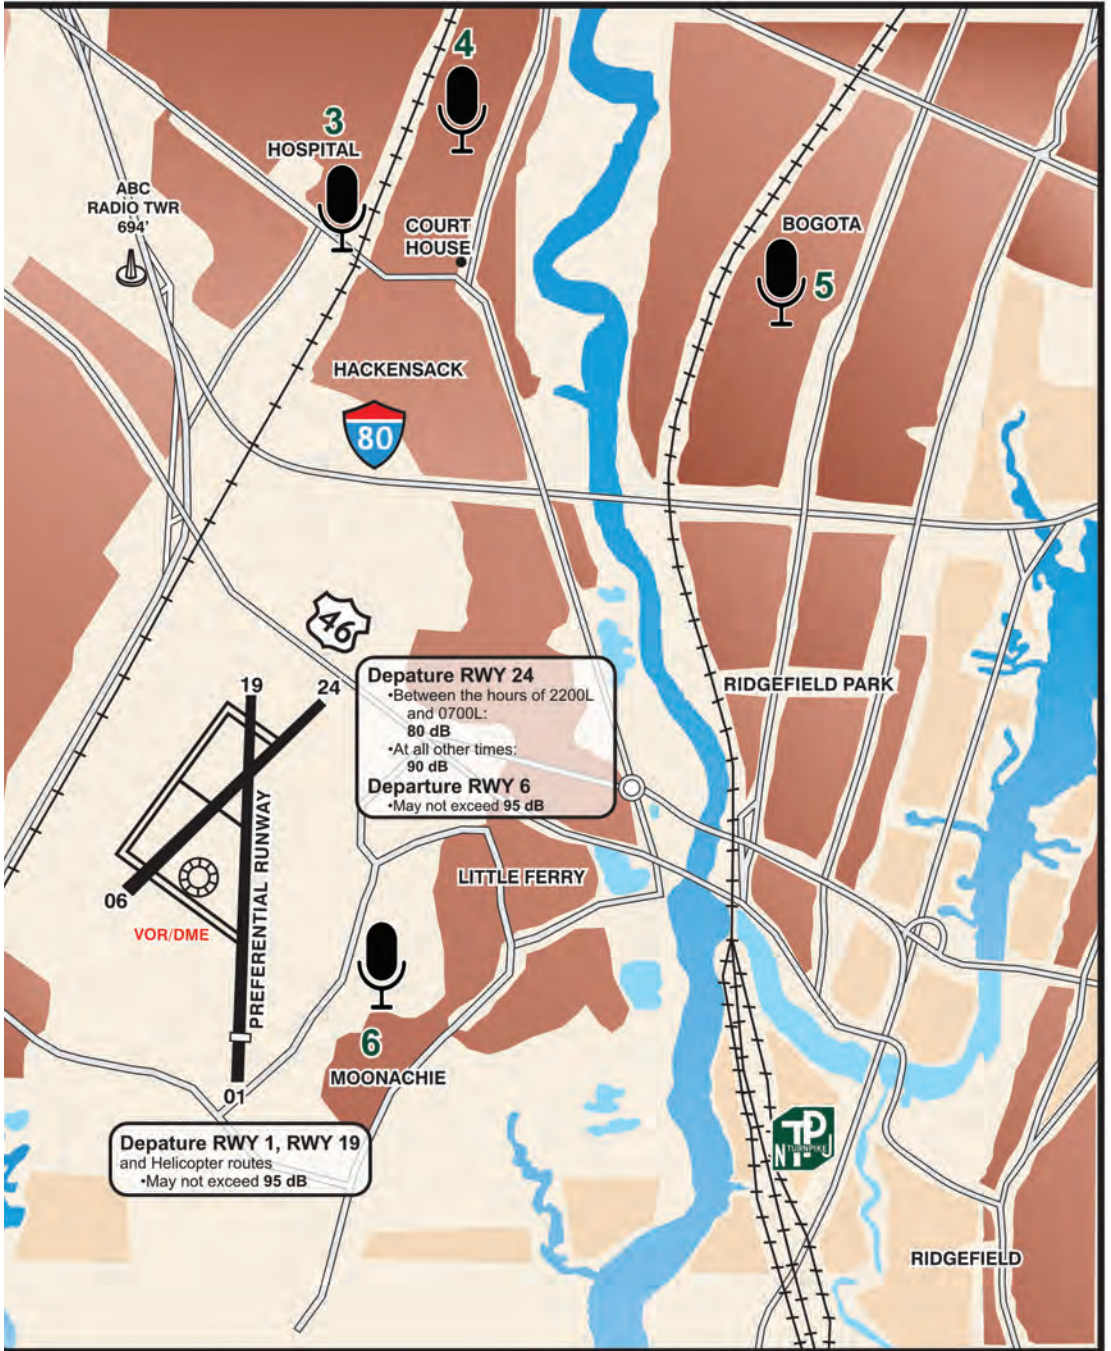 4
3
HOSPITAL
ABC
RADIO TWR
694'
COURT
HOUSE
BOGOTA
5
HACKENSACK
80
46
19
24
Depature RWY 24
•Between the hours of 2200L
and 0700L:
80 dB
•At all other times:
90 dB
Departure RWY 6
•May not exceed 95 dB
RIDGEFIELD PARK
PREFERENTIAL RUNWAY
06
VOR/DME
LITTLE FERRY
6
MOONACHIE
01
Depature RWY 1, RWY 19
and Helicopter routes
•May not exceed 95 dB
TP
N TURNPIKE J
RIDGEFIELD